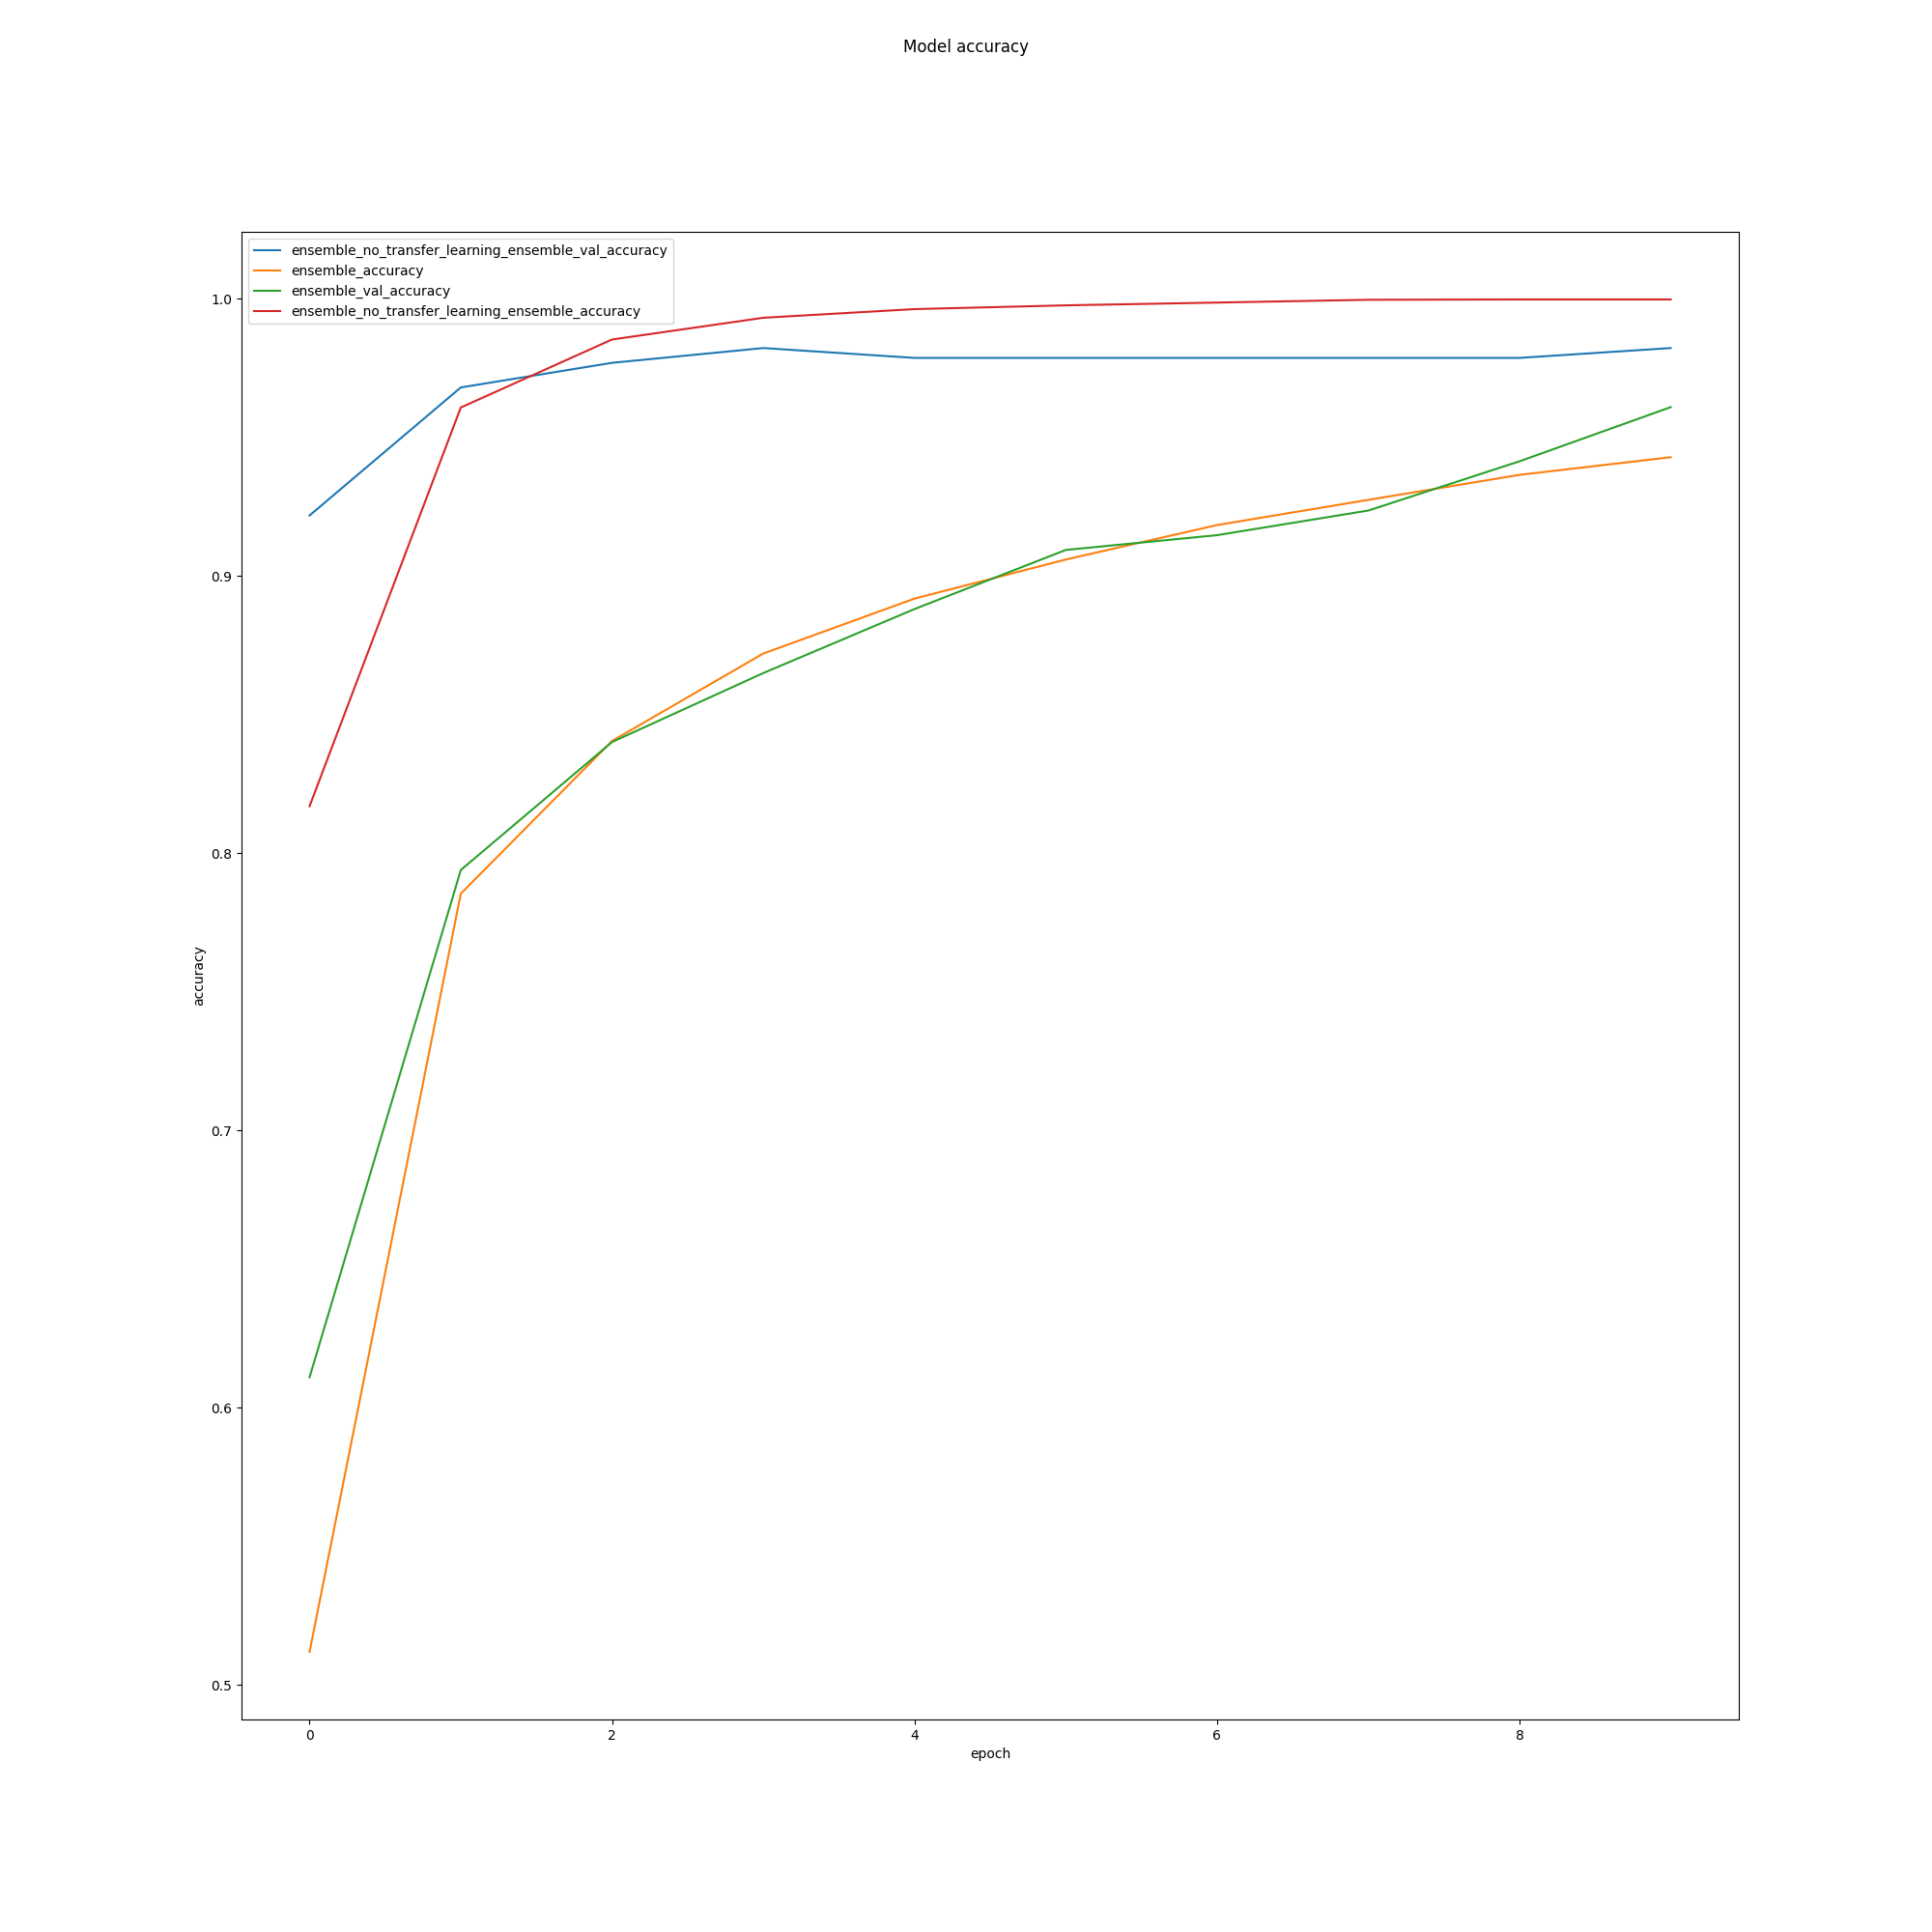 Model accuracy
ensemble_no_transfer_learning_ensemble_val_accuracy
ensemble_accuracy
ensemble_val_accuracy
ensemble_no_transfer_learning_ensemble_accuracy
1.0
0.9
0.8
0.7
0.6
0.5
accuracy
0 2 4 6 8
epoch